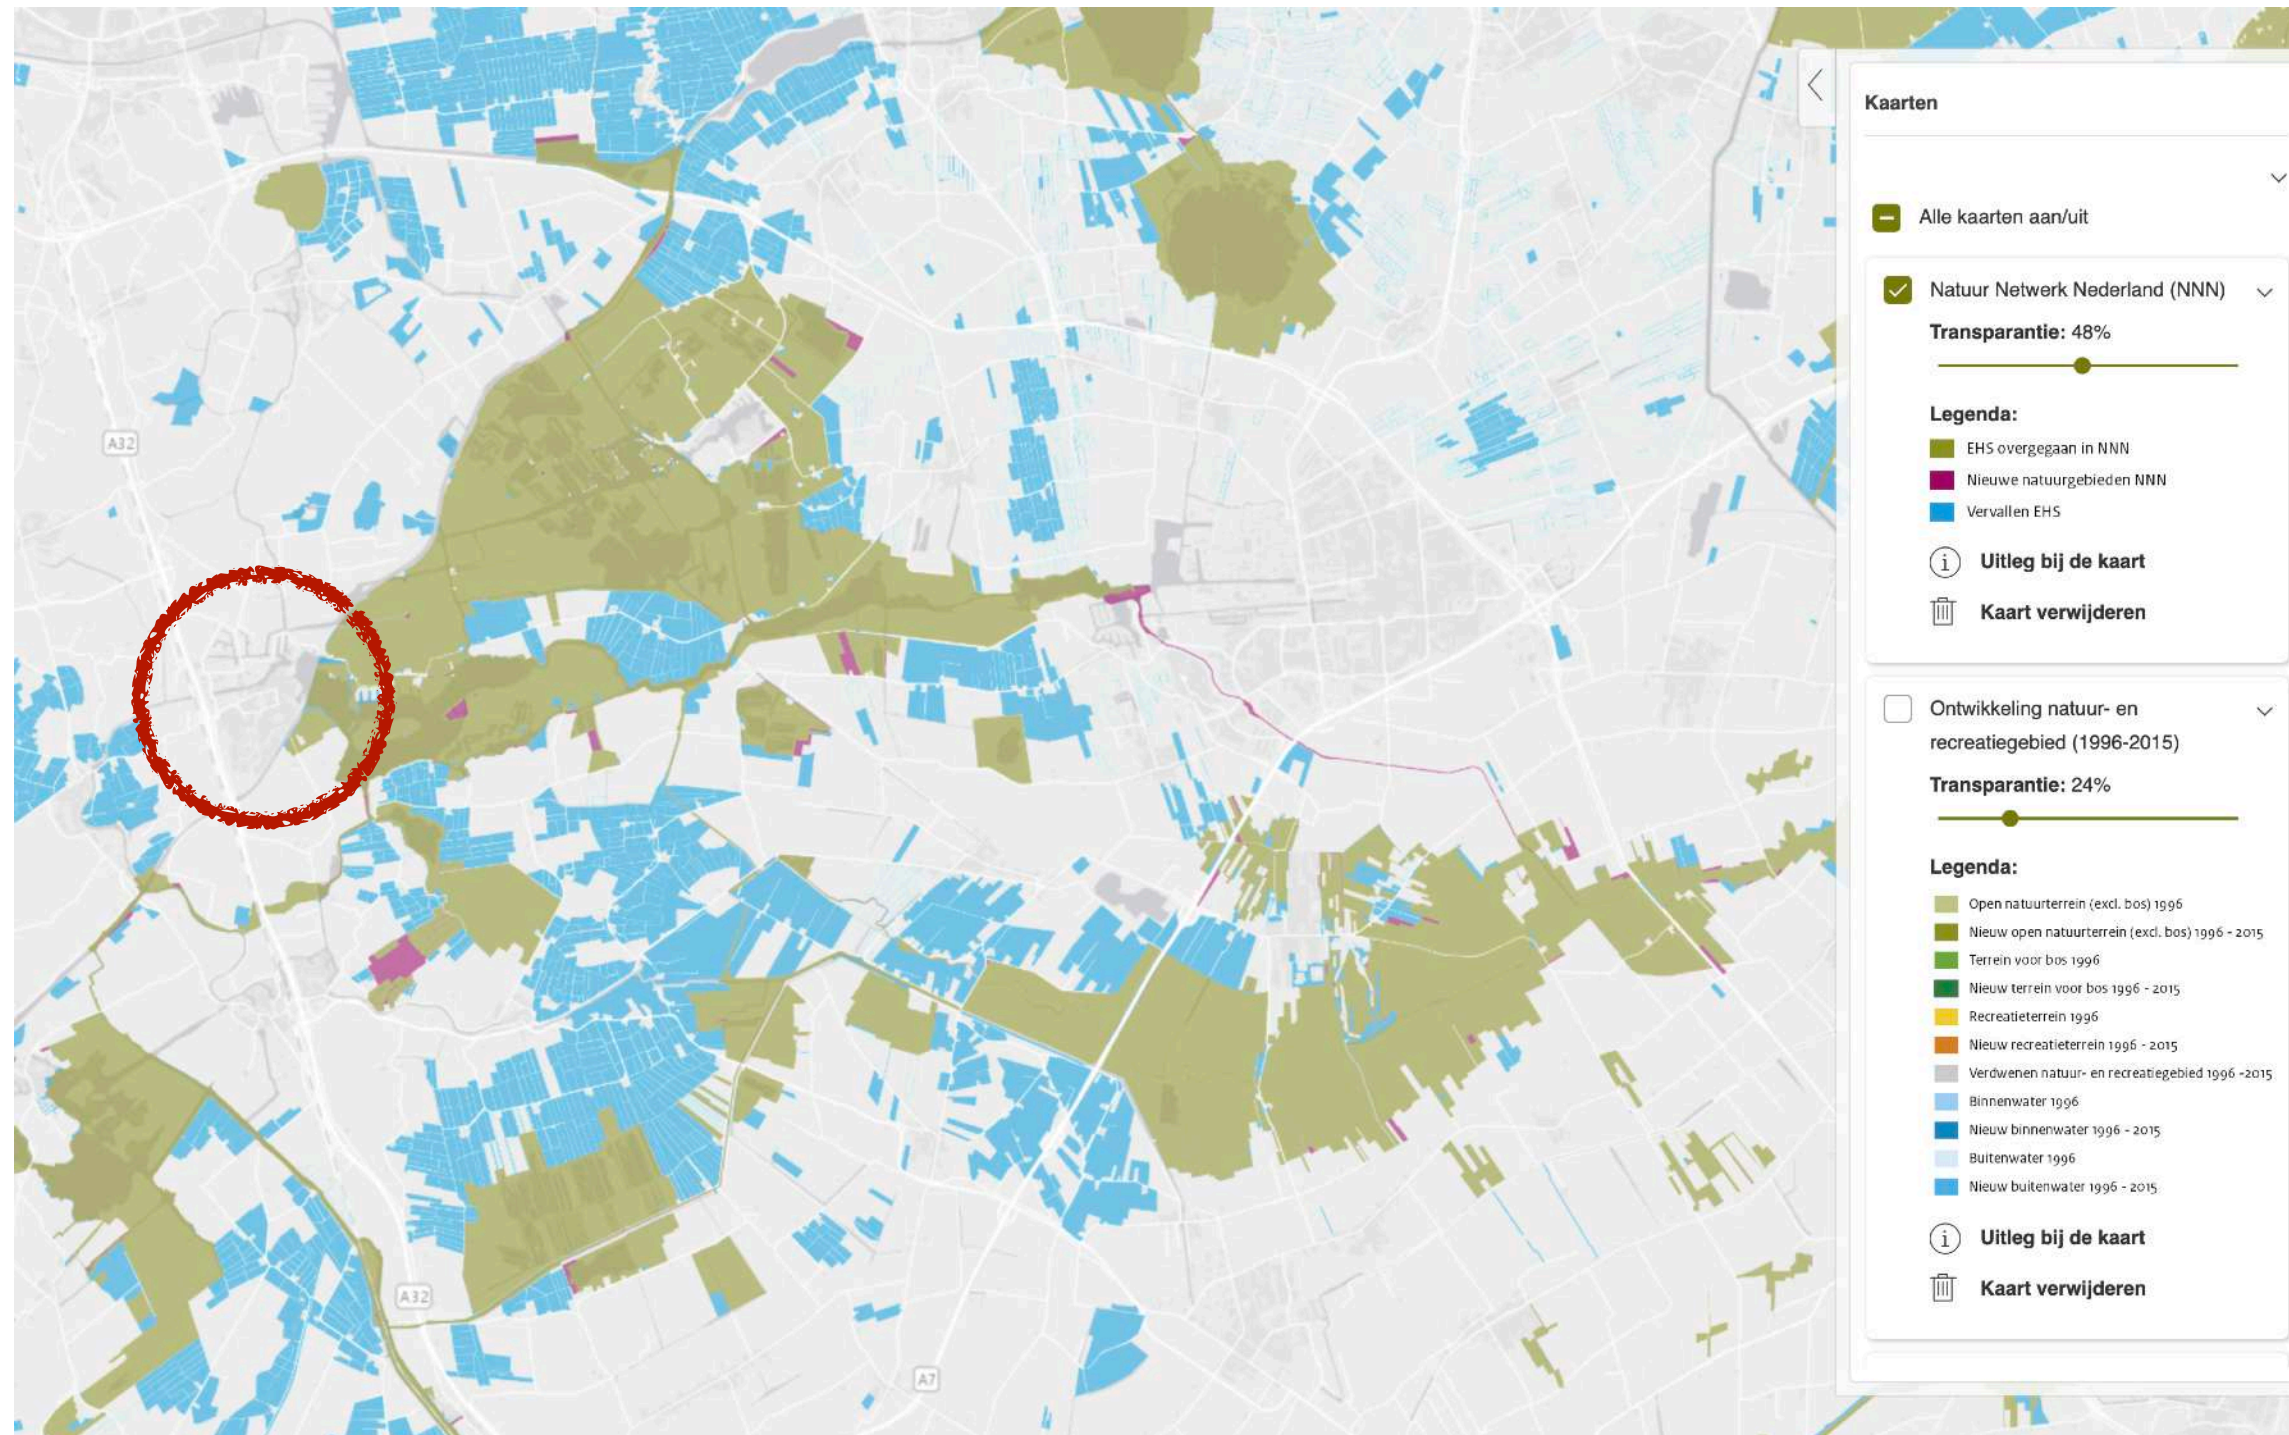 A32
A32
A7
Kaarten
Alle kaarten aan/uit
Natuur Netwerk Nederland (NNN)
Transparantie: 48%
Legenda:
EHS overgegaan in NNN
Nieuwe natuurgebieden NNN
Vervallen EHS
Uitleg bij de kaart
Kaart verwijderen
Ontwikkeling natuur- en
recreatiegebied (1996-2015)
Transparantie: 24%
Legenda:
Open natuurterrein (excl. bos) 1996
Nieuw open natuurterrein (excl. bos) 1996 - 2015
Terrein voor bos 1996
Nieuw terrein voor bos 1996 - 2015
Recreatieterrein 1996
Nieuw recreatieterrein 1996 - 2015
Verdwenen natuur- en recreatiegebied 1996 -2015
Binnenwater 1996
Nieuw binnenwater 1996 - 2015
Buitenwater 1996
Nieuw buitenwater 1996 - 2015
Uitleg bij de kaart
Kaart verwijderen